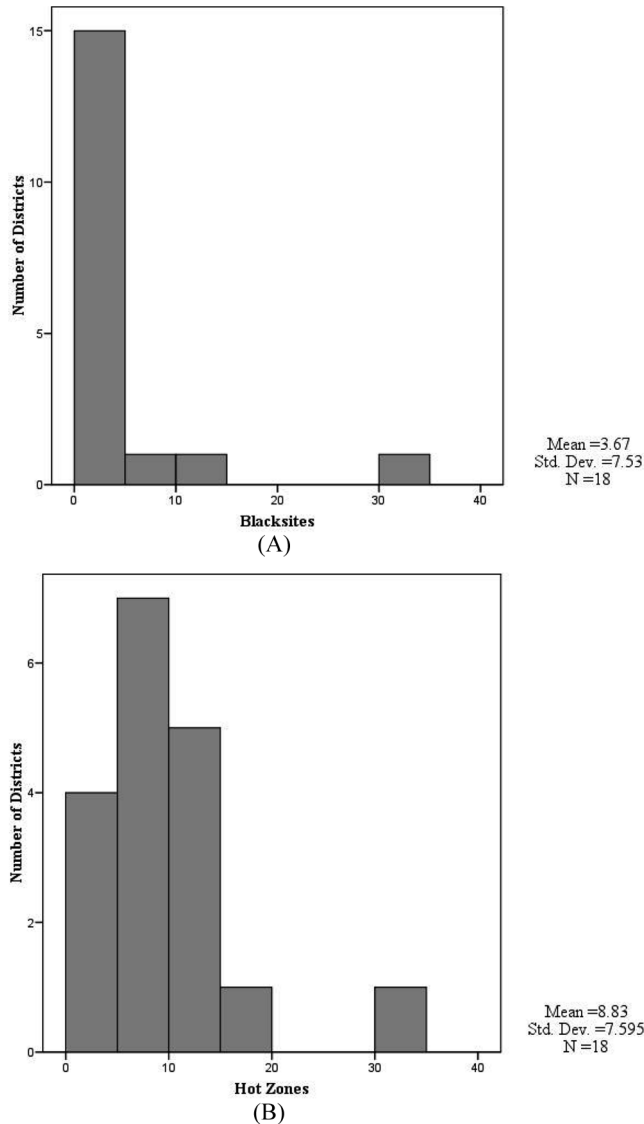 15
10
5
0
Number of Districts
0 10 20 30 40
Blacksites
(A)
Mean =3.67
Std. Dev. =7.53
N =18
6
4
2
0
Number of Districts
0 10 20 30 40
Hot Zones
(B)
Mean =8.83
Std. Dev. =7.595
N =18